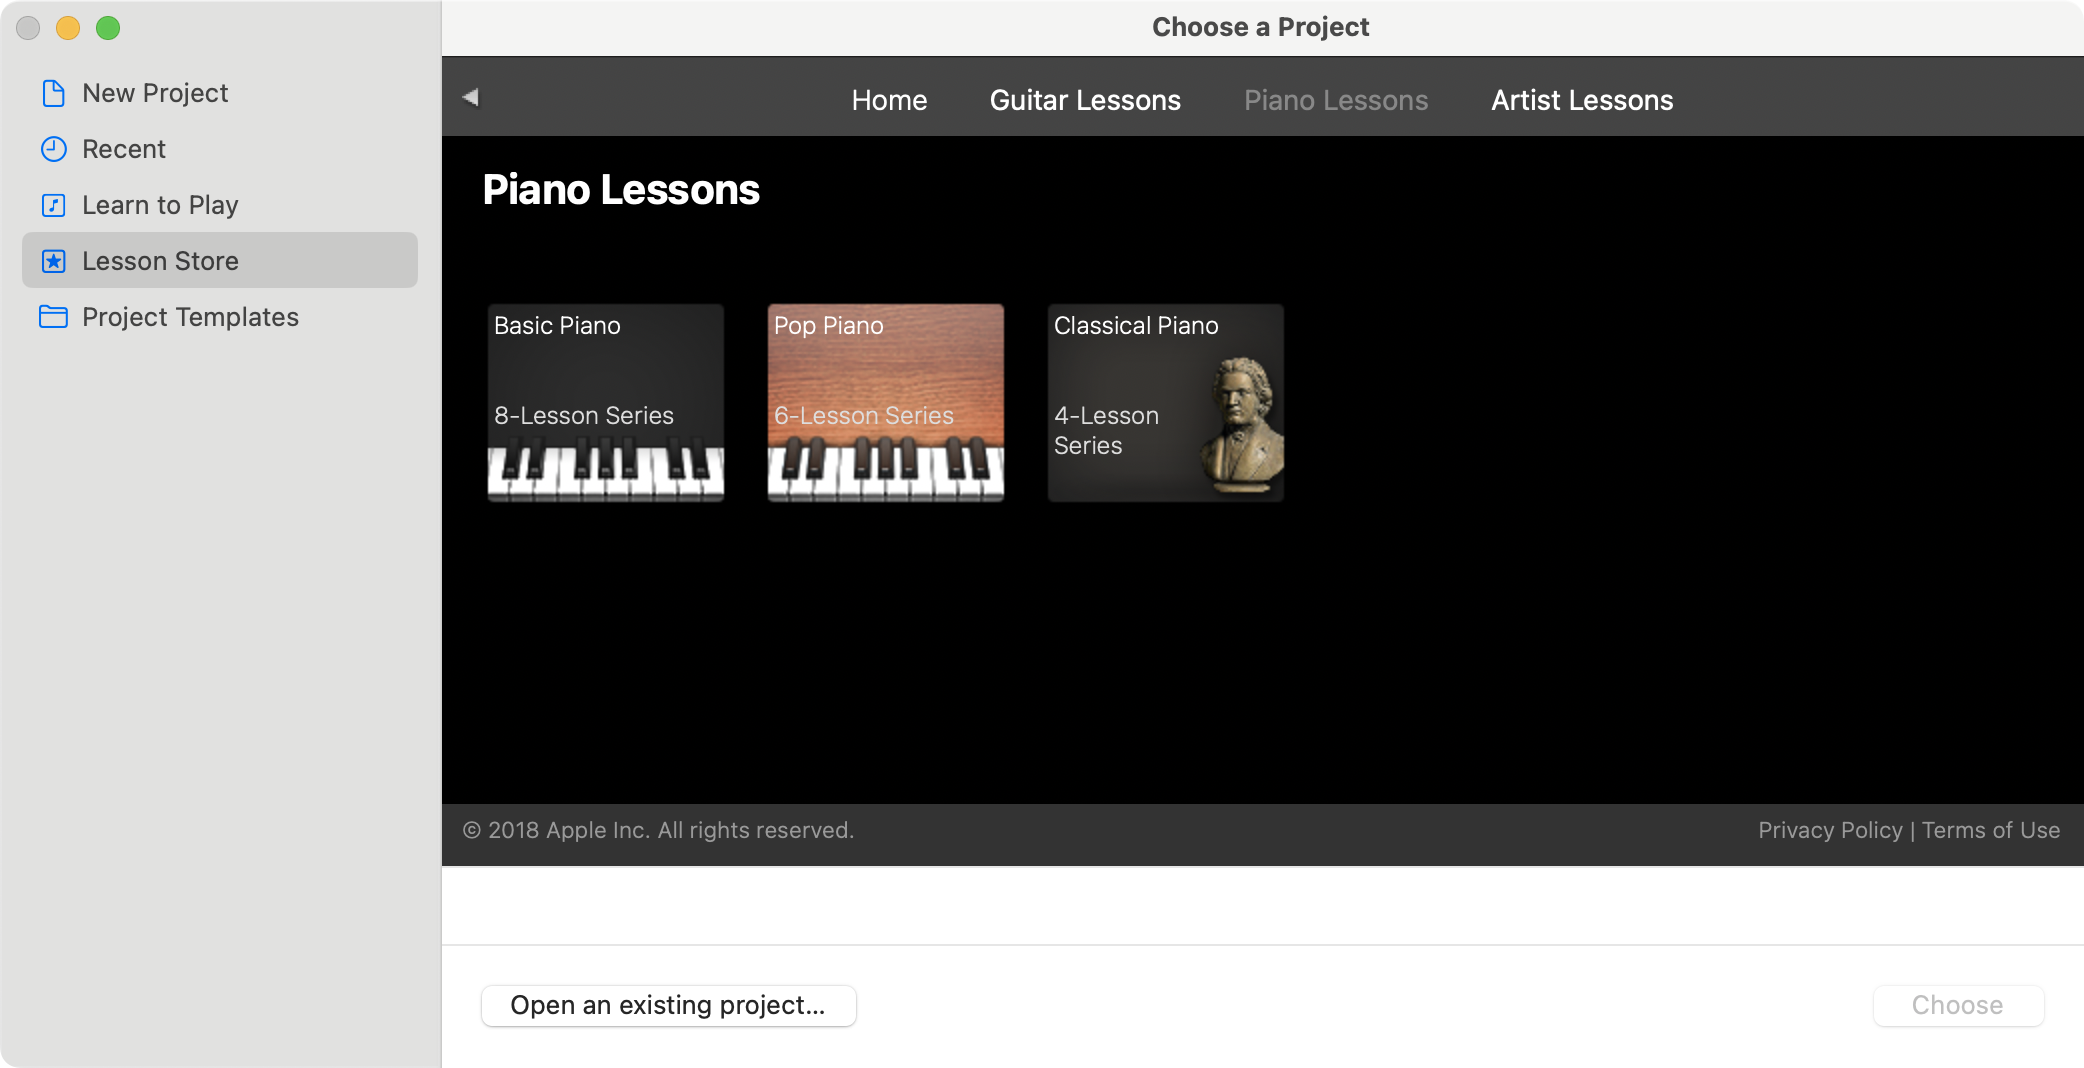 Choose a Project
New Project
Recent
Learn to Play
Lesson Store
Project Templates
Home Guitar Lessons Piano Lessons Artist Lessons
Piano Lessons
Basic Piano
8-Lesson Series
Pop Piano
6-Lesson Series
Classical Piano
4-Lesson
Series
© 2018 Apple Inc. All rights reserved.
Privacy Policy | Terms of Use
Open an existing project...
Choose